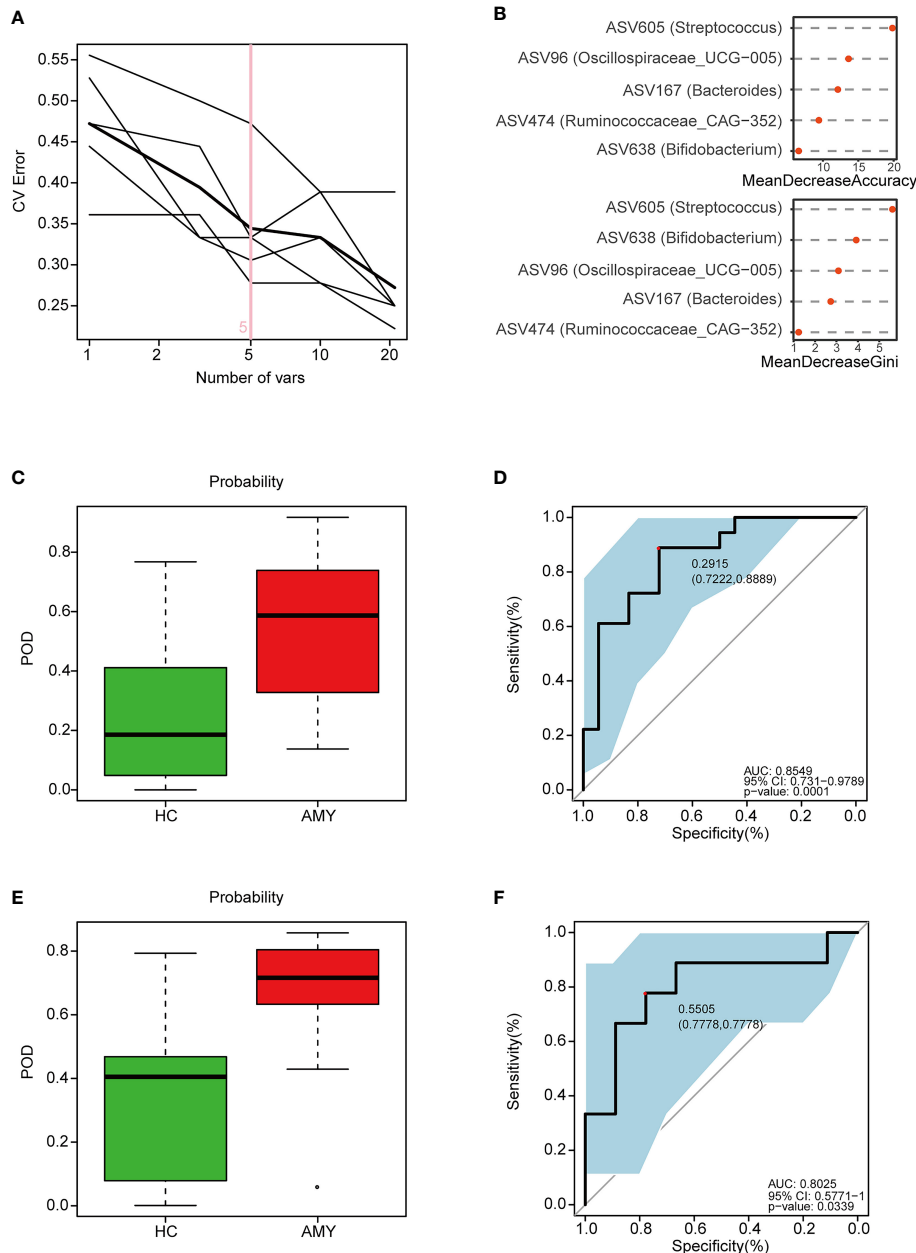 A
CV Error
0.55
0.50
0.45
0.40
0.35
0.30
0.25
5
1 2 5 10 20
Number of vars
B
ASV605 (Streptococcus)
ASV96 (Oscillospiraceae_UCG−005)
ASV167 (Bacteroides)
ASV474 (Ruminococcaceae_CAG−352)
ASV638 (Bifidobacterium)
10 15 20
MeanDecreaseAccuracy
ASV605 (Streptococcus)
ASV638 (Bifidobacterium)
ASV96 (Oscillospiraceae_UCG−005)
ASV167 (Bacteroides)
ASV474 (Ruminococcaceae_CAG−352)
1 2 3 4 5
MeanDecreaseGini
C
Probability
POD
0.8
0.6
0.4
0.2
0.0
HC AMY
D
Sensitivity(%)
1.0
0.8
0.6
0.4
0.2
0.0
0.2915
(0.7222,0.8889)
AUC: 0.8549
95% CI: 0.731−0.9789
p−value: 0.0001
1.0 0.8 0.6 0.4 0.2 0.0
Specificity(%)
E
Probability
POD
0.8
0.6
0.4
0.2
0.0
HC AMY
F
Sensitivity(%)
1.0
0.8
0.6
0.4
0.2
0.0
0.5505
(0.7778,0.7778)
AUC: 0.8025
95% CI: 0.5771−1
p−value: 0.0339
1.0 0.8 0.6 0.4 0.2 0.0
Specificity(%)